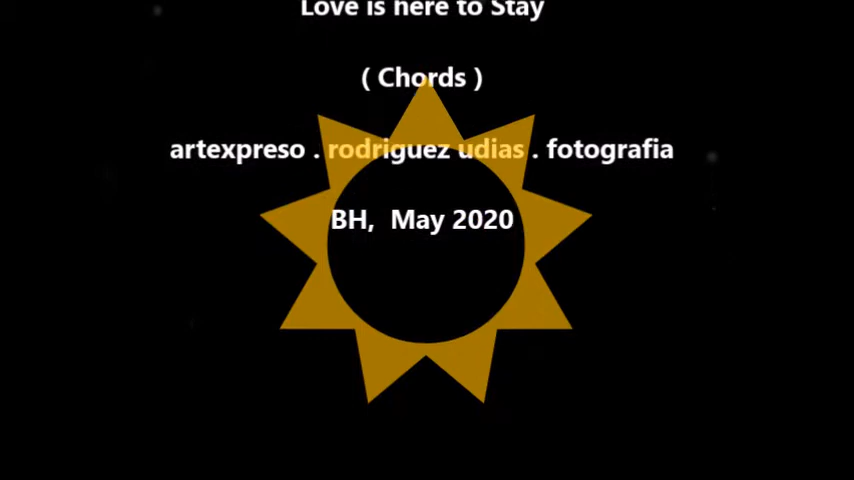 Love is here to Stay
( Chords )
artexpreso . rodriguez udias . fotografia
BH,  May 2020